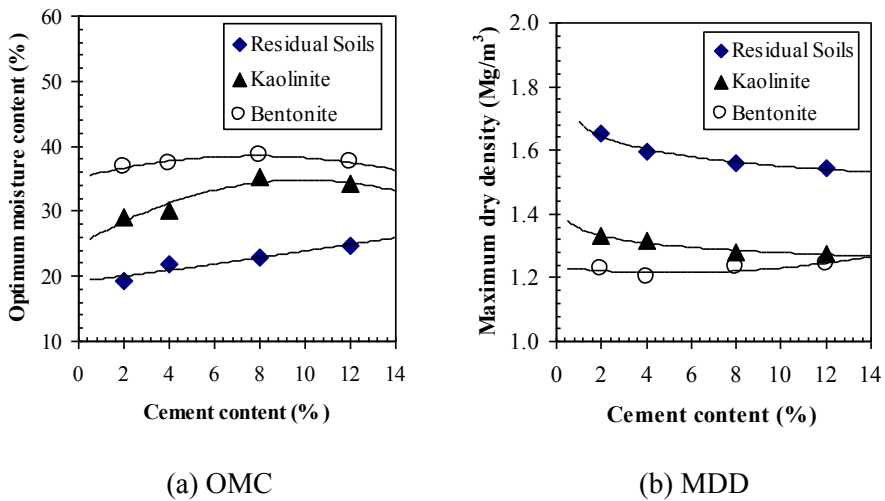 60
50
40
30
20
10
Optimum moisture content (%)
Residual Soils
Kaolinite
Bentonite
0 2 4 6 8 10 12 14
Cement content (%)
(a) OMC
2.0
1.8
1.6
1.4
1.2
1.0
Maximum dry density (Mg/m³)
Residual Soils
Kaolinite
Bentonite
0 2 4 6 8 10 12 14
Cement content (%)
(b) MDD